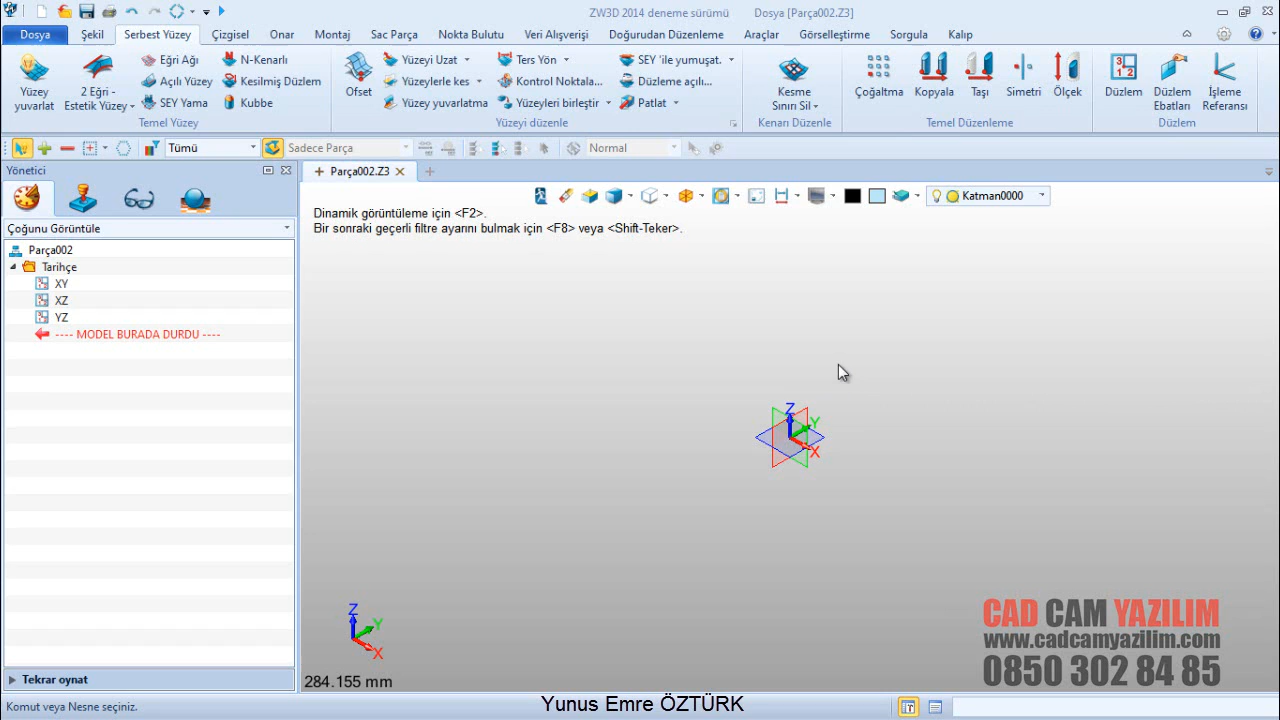 ZW3D 2014 deneme sürümü Dosya [Parça002.Z3]
Dosya Şekil Serbest Yüzey Çizgisel Onar Montaj Sac Parça Nokta Bulutu Veri Alışverişi Doğurudan Düzenleme Araçlar Görselleştirme Sorgula Kalıp
Yüzey yuvarlat
2 Eğri - Estetik Yüzey
Eğri Ağı
Açılı Yüzey
SEY Yama
N-Kenarlı
Kesilmiş Düzlem
Kubbe
Temel Yüzey
Ofset
Yüzeyi Uzat
Yüzeylerle kes
Yüzey yuvarlatma
Ters Yön
Kontrol Noktala...
Yüzeyleri birleştir
SEY 'ile yumuşat.
Düzleme açılı...
Patlat
Yüzeyi düzenle
Kesme Sınırı Sil
Kenarı Düzenle
Çoğaltma
Kopyala
Taşı
Simetri
Ölçek
Temel Düzenleme
Düzlem
Düzlem Ebatları
İşleme Referansı
Düzlem
Tümü Sadece Parça Normal
Yönetici
Parça002.Z3
Çoğunu Görüntüle
Katman0000
Dinamik görüntüleme için <F2>.
Bir sonraki geçerli filtre ayarını bulmak için <F8> veya <Shift-Teker>.
Parça002
Tarihçe
XY
XZ
YZ
---- MODEL BURADA DURDU ----
Z
Y
X
Z
Y
X
284.155 mm
CAD CAM YAZILIM
www.cadcamyazilim.com
0850 302 84 85
Tekrar oynat
Komut veya Nesne seçiniz.
Yunus Emre ÖZTÜRK